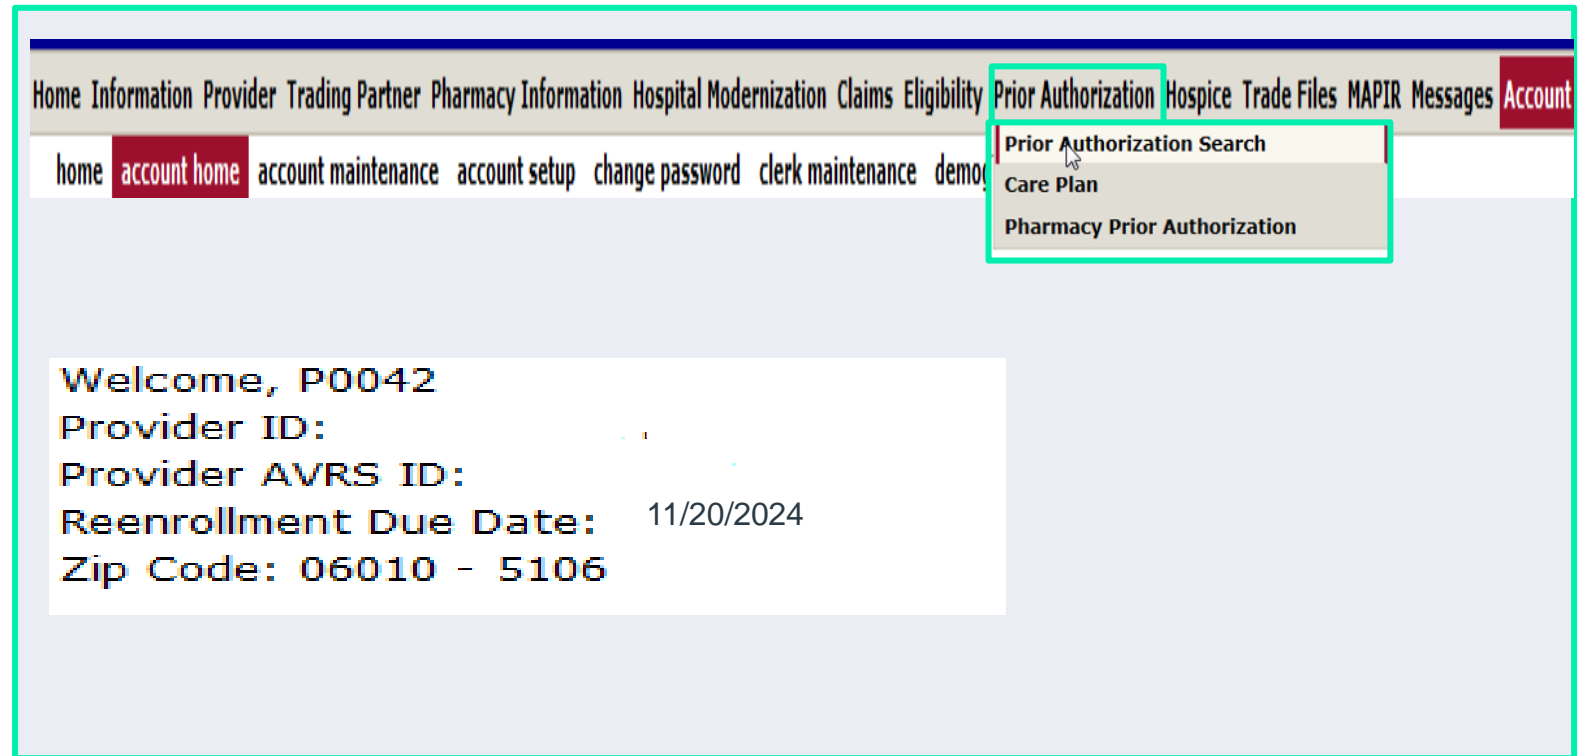 Home Information Provider Trading Partner Pharmacy Information Hospital Modernization Claims Eligibility Prior Authorization Hospice Trade Files MAPIR Messages Account
home account home account maintenance account setup change password clerk maintenance
Prior Authorization Search
Care Plan
Pharmacy Prior Authorization
Welcome, P0042
Provider ID:
Provider AVRS ID:
Reenrollment Due Date: 11/20/2024
Zip Code: 06010 - 5106